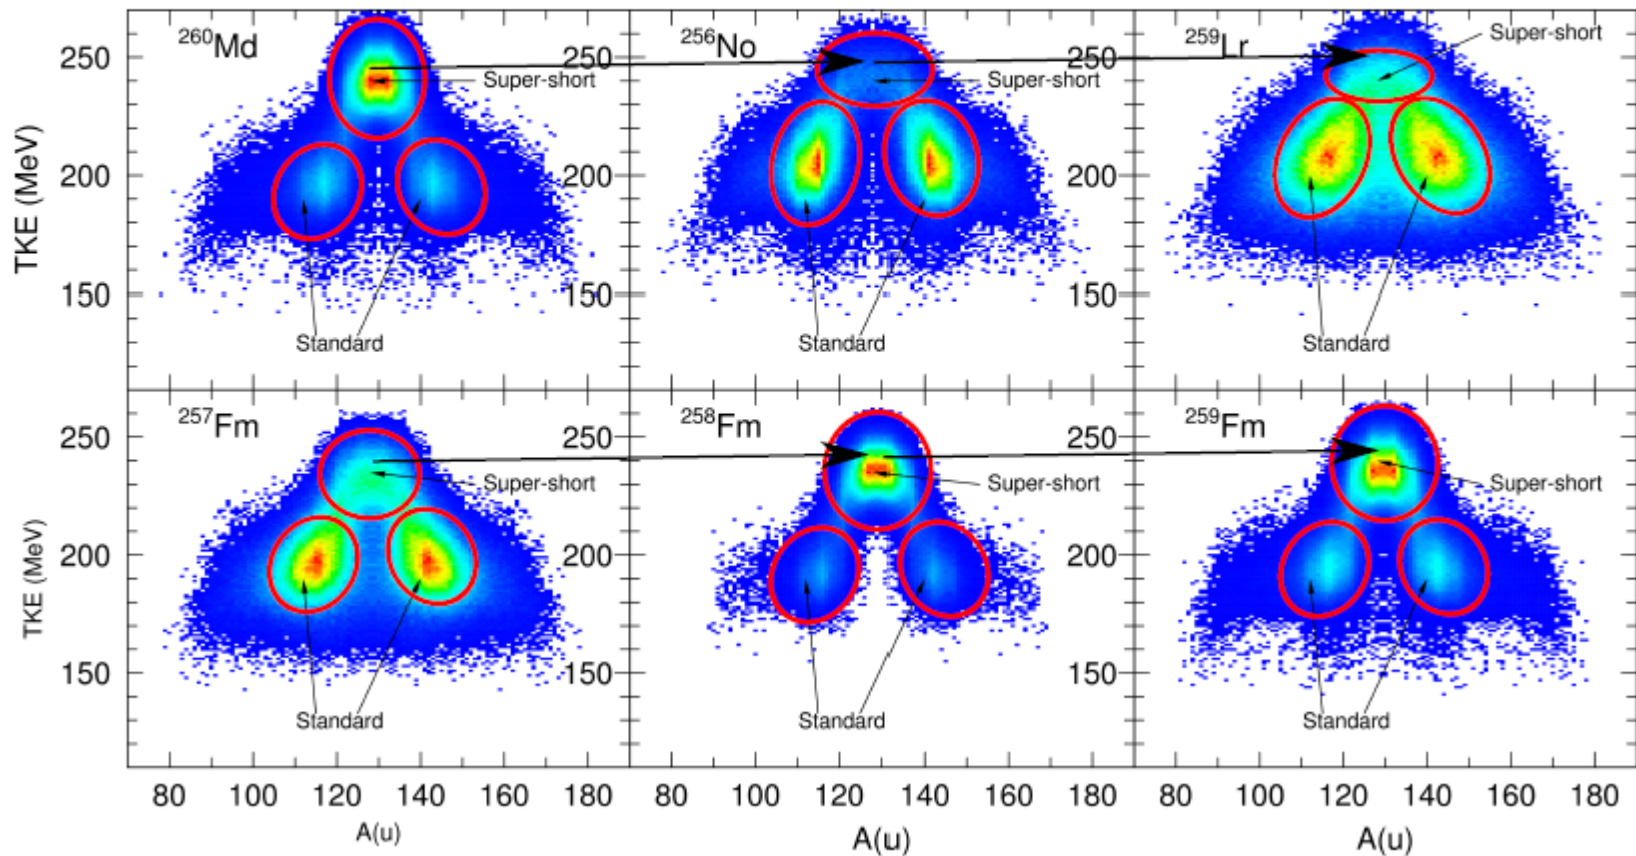 260Md 256No 259Lr
Super-short
250 250 250
Super-short Super-short
TKE (MeV)
200 200 200
150 150 150
Standard Standard Standard
257Fm 258Fm 259Fm
250 250 250
Super-short Super-short Super-short
TKE (MeV)
200 200 200
150 150 150
Standard Standard Standard
80 100 120 140 160 180 100 120 140 160 180 100 120 140 160 180
A(u) A(u) A(u)